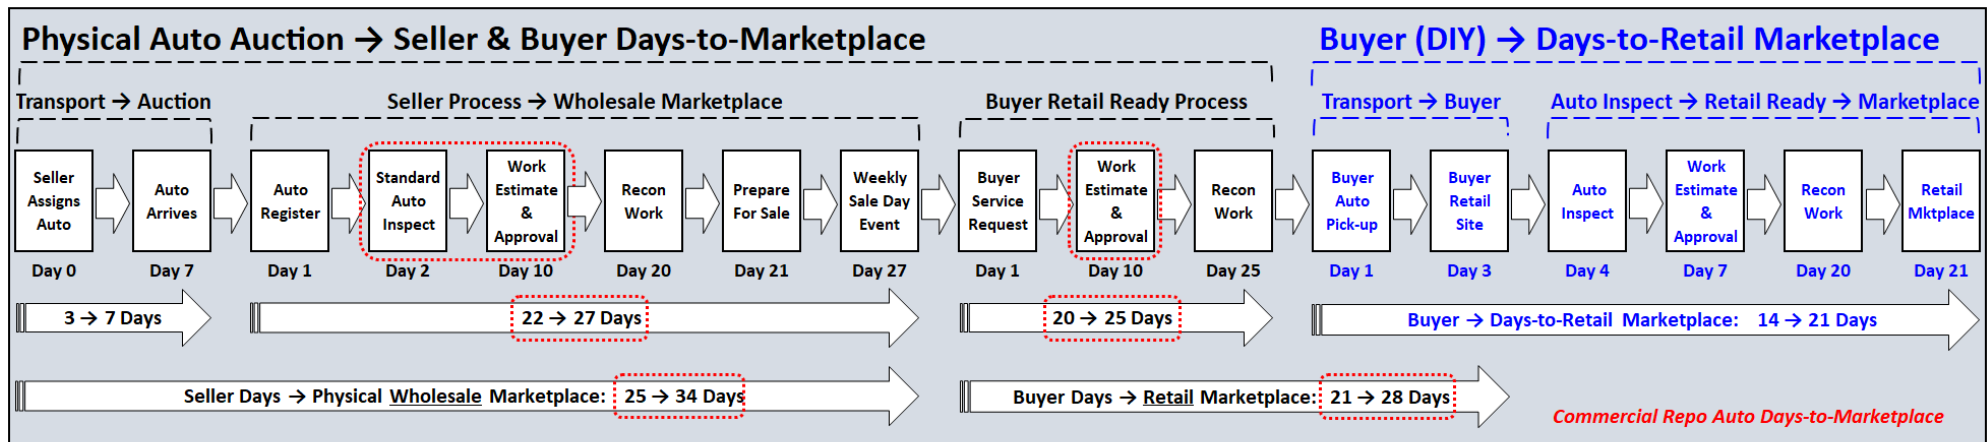 Physical Auto Auction → Seller & Buyer Days-to-Marketplace
Buyer (DIY) → Days-to-Retail Marketplace
Transport → Auction
Seller Process → Wholesale Marketplace
Buyer Retail Ready Process
Transport → Buyer
Auto Inspect → Retail Ready → Marketplace
Seller
Assigns
Auto
Day 0
Auto
Arrives
Day 7
Auto
Register
Day 1
Standard
Auto
Inspect
Day 2
Work
Estimate
&
Approval
Day 10
Recon
Work
Day 20
Prepare
For Sale
Day 21
Weekly
Sale Day
Event
Day 27
Buyer
Service
Request
Day 1
Work
Estimate
&
Approval
Day 10
Recon
Work
Day 25
Buyer
Auto
Pick-up
Day 1
Buyer
Retail
Site
Day 3
Auto
Inspect
Day 4
Work
Estimate
&
Approval
Day 7
Recon
Work
Day 20
Retail
Mktplace
Day 21
3 → 7 Days
22 → 27 Days
20 → 25 Days
Buyer → Days-to-Retail Marketplace: 14 → 21 Days
Seller Days → Physical Wholesale Marketplace: 25 → 34 Days
Buyer Days → Retail Marketplace: 21 → 28 Days
Commercial Repo Auto Days-to-Marketplace